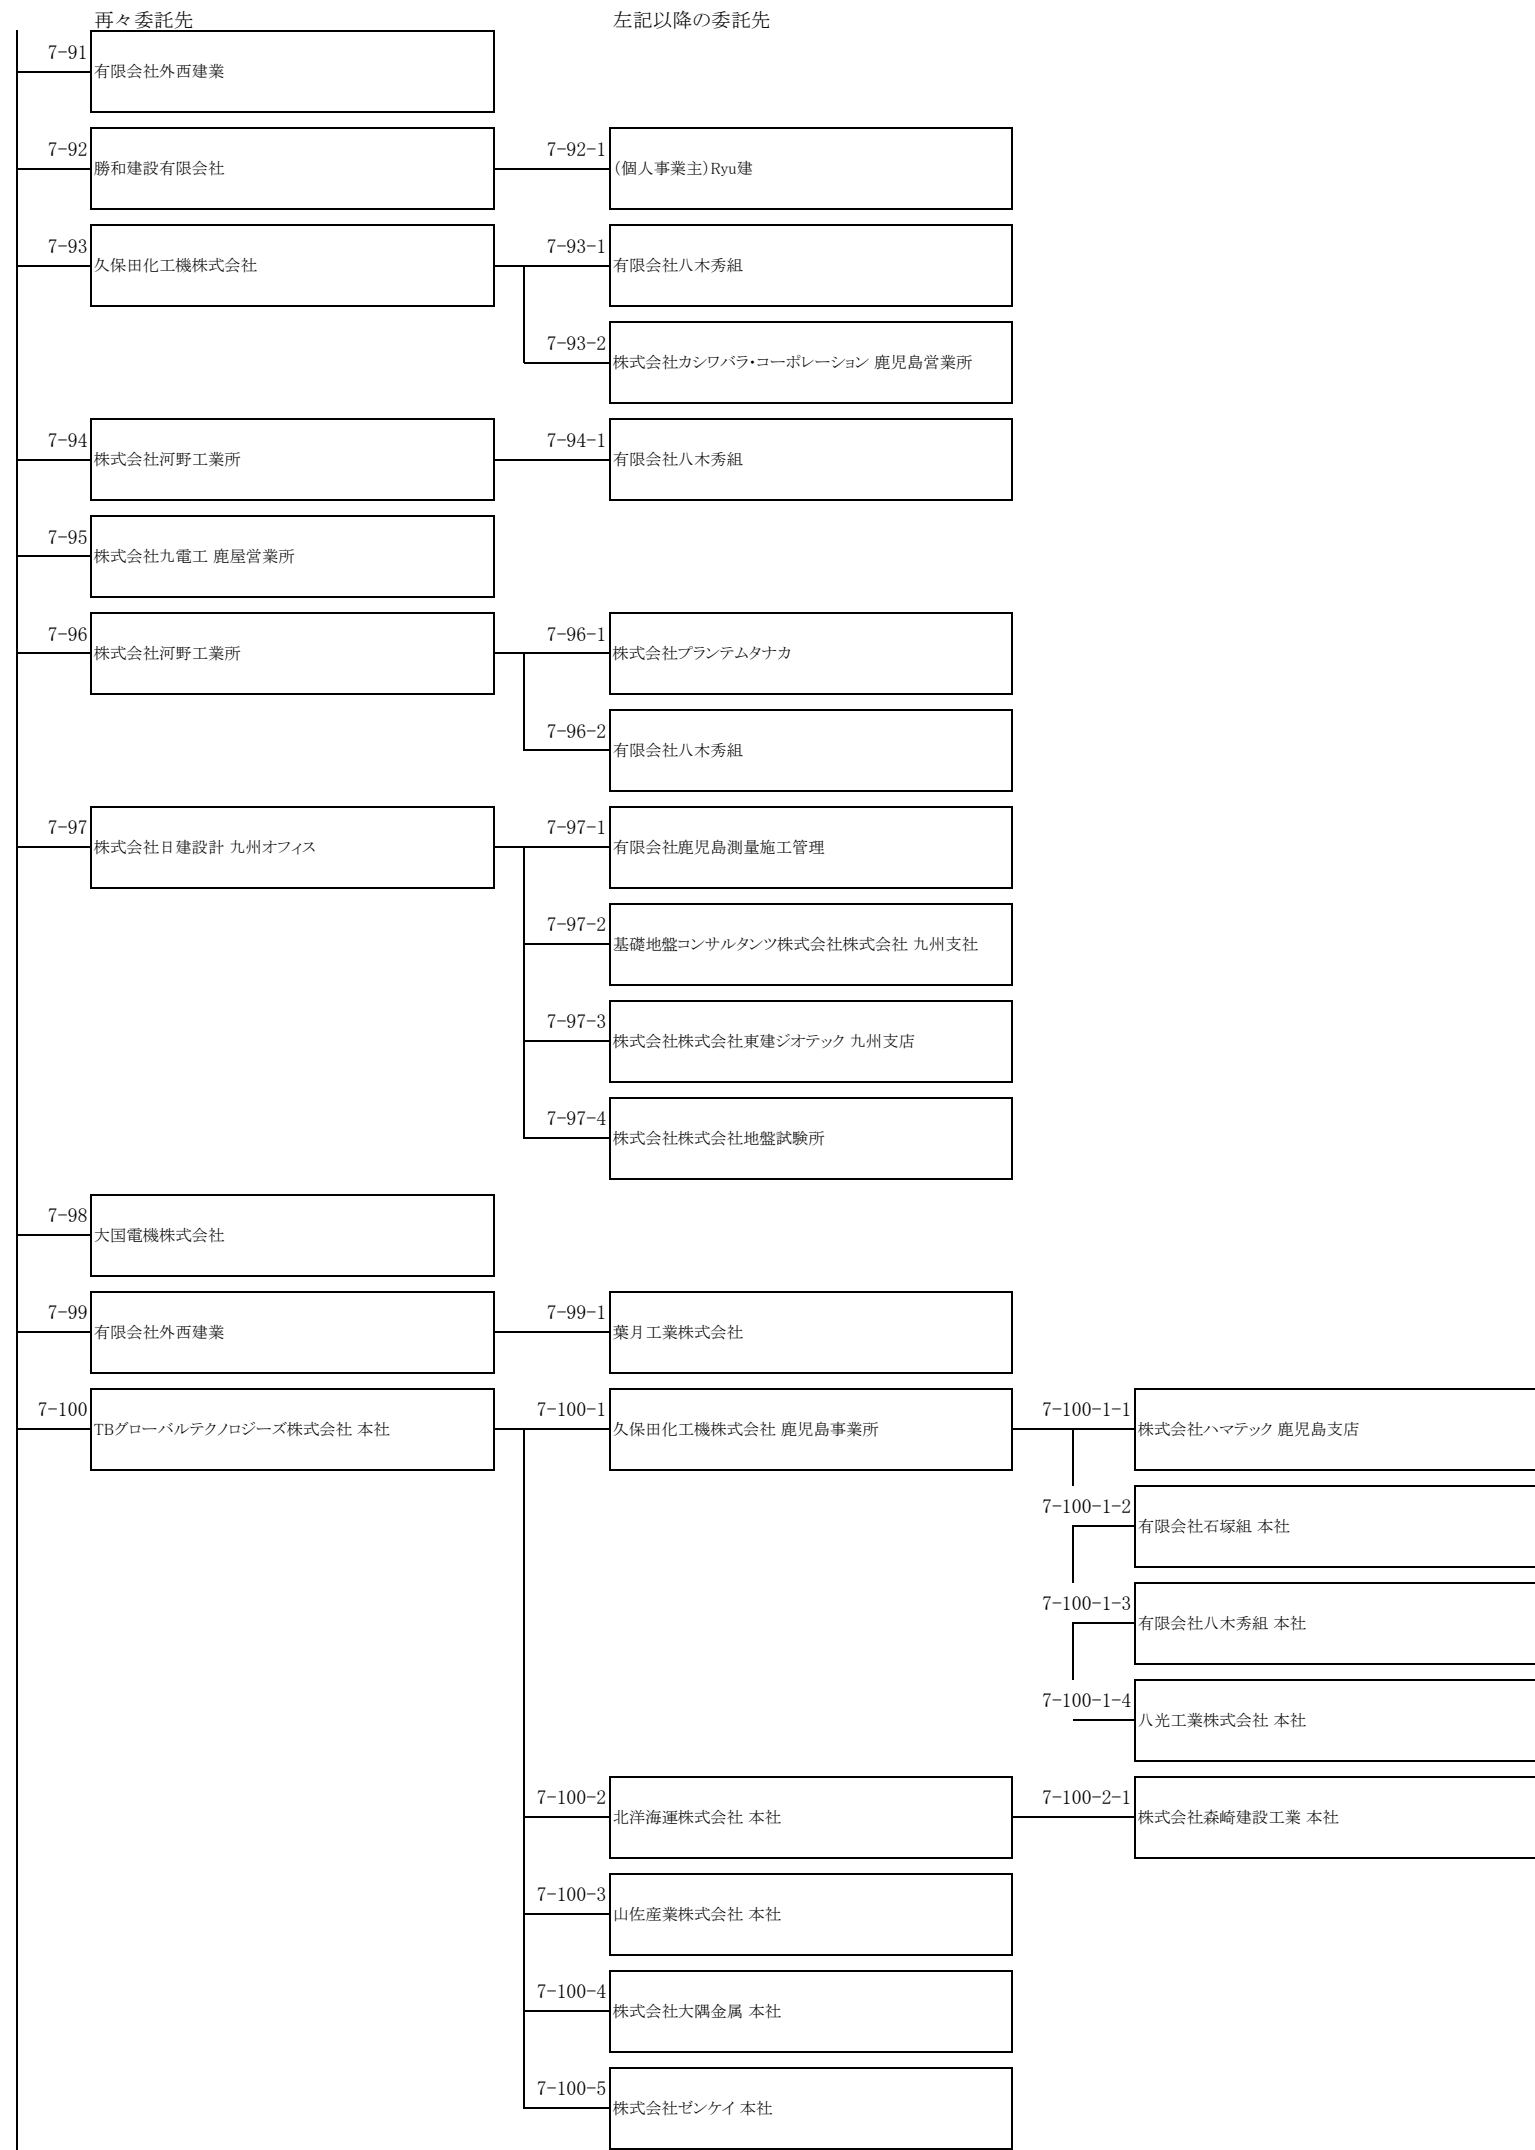 再々委託先
左記以降の委託先
7-91
有限会社外西建業
7-92
勝和建設有限会社
7-92-1
(個人事業主)Ryu建
7-93
久保田化工機株式会社
7-93-1
有限会社八木秀組
7-93-2
株式会社カシワバラ・コーポレーション 鹿児島営業所
7-94
株式会社河野工業所
7-94-1
有限会社八木秀組
7-95
株式会社九電工 鹿屋営業所
7-96
株式会社河野工業所
7-96-1
株式会社プランテムタナカ
7-96-2
有限会社八木秀組
7-97
株式会社日建設計 九州オフィス
7-97-1
有限会社鹿児島測量施工管理
7-97-2
基礎地盤コンサルタンツ株式会社株式会社 九州支社
7-97-3
株式会社株式会社東建ジオテック 九州支店
7-97-4
株式会社株式会社地盤試験所
7-98
大国電機株式会社
7-99
有限会社外西建業
7-99-1
葉月工業株式会社
7-100
TBグローバルテクノロジーズ株式会社 本社
7-100-1
久保田化工機株式会社 鹿児島事業所
7-100-1-1
株式会社ハマテック 鹿児島支店
7-100-1-2
有限会社石塚組 本社
7-100-1-3
有限会社八木秀組 本社
7-100-1-4
八光工業株式会社 本社
7-100-2
北洋海運株式会社 本社
7-100-2-1
株式会社森崎建設工業 本社
7-100-3
山佐産業株式会社 本社
7-100-4
株式会社大隅金属 本社
7-100-5
株式会社ゼンケイ 本社